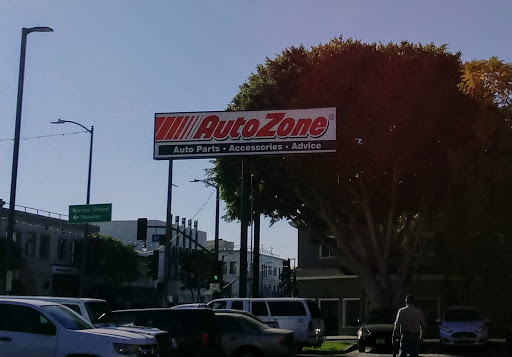 AutoZone®
Auto Parts • Accessories • Advice